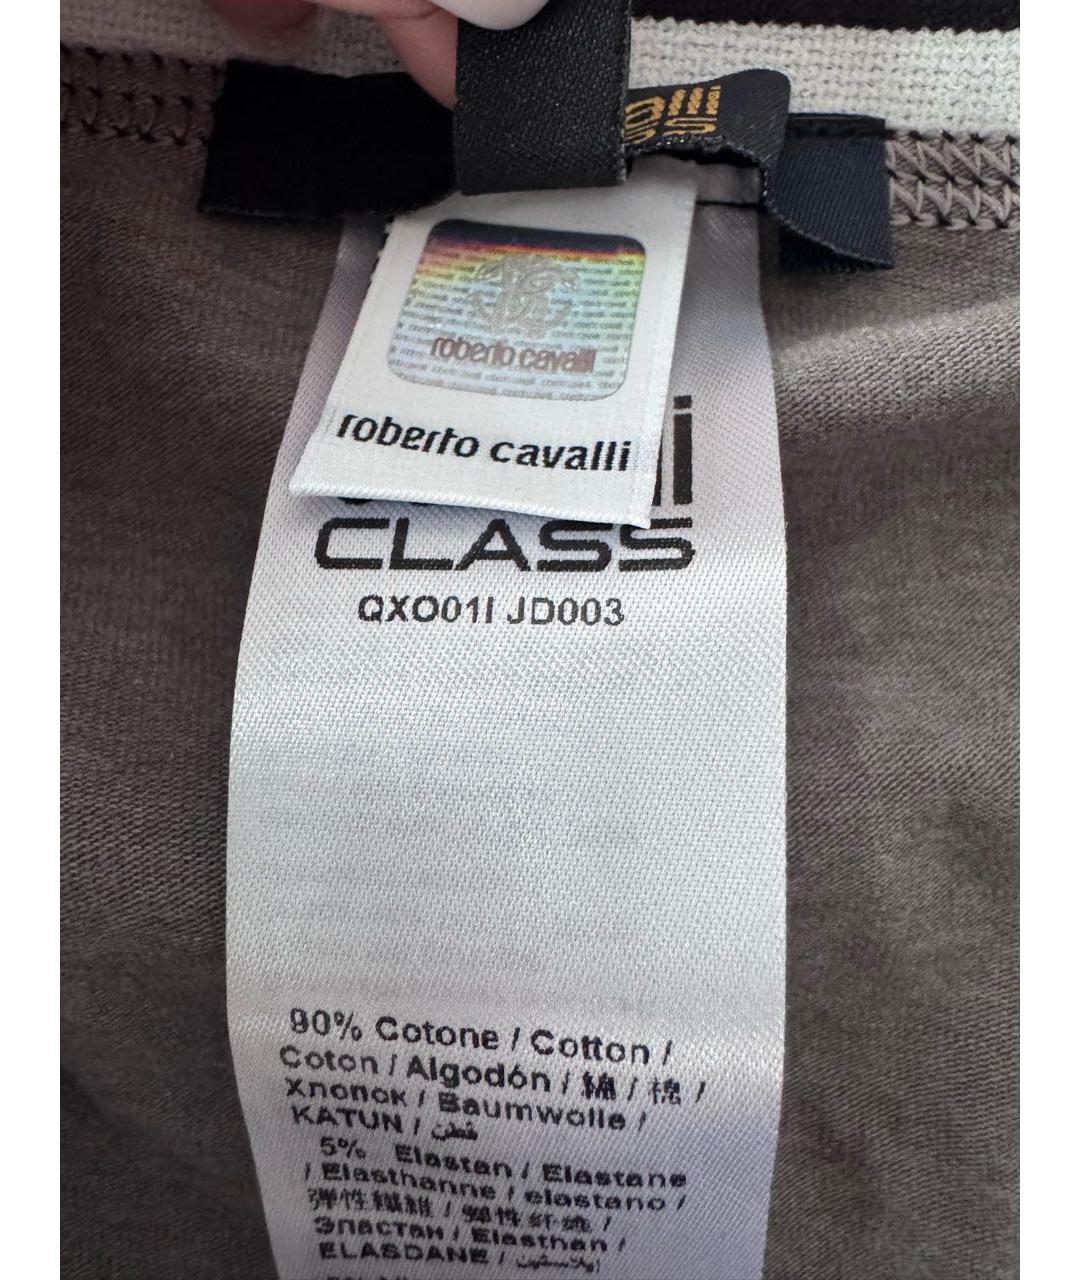 roberto cavalli
roberto cavalli
CLASS
QXO01I JD003
90% Cotone / Cotton /
Coton / Algodón / 綿 / 棉 /
Хлопок / Baumwolle /
KATUN / قطن
5% Elastan / Elastane
/ Elasthanne / elastano /
弹性纖維 / 弹性纤维 /
Эластан / Elasthan /
ELASDANE /